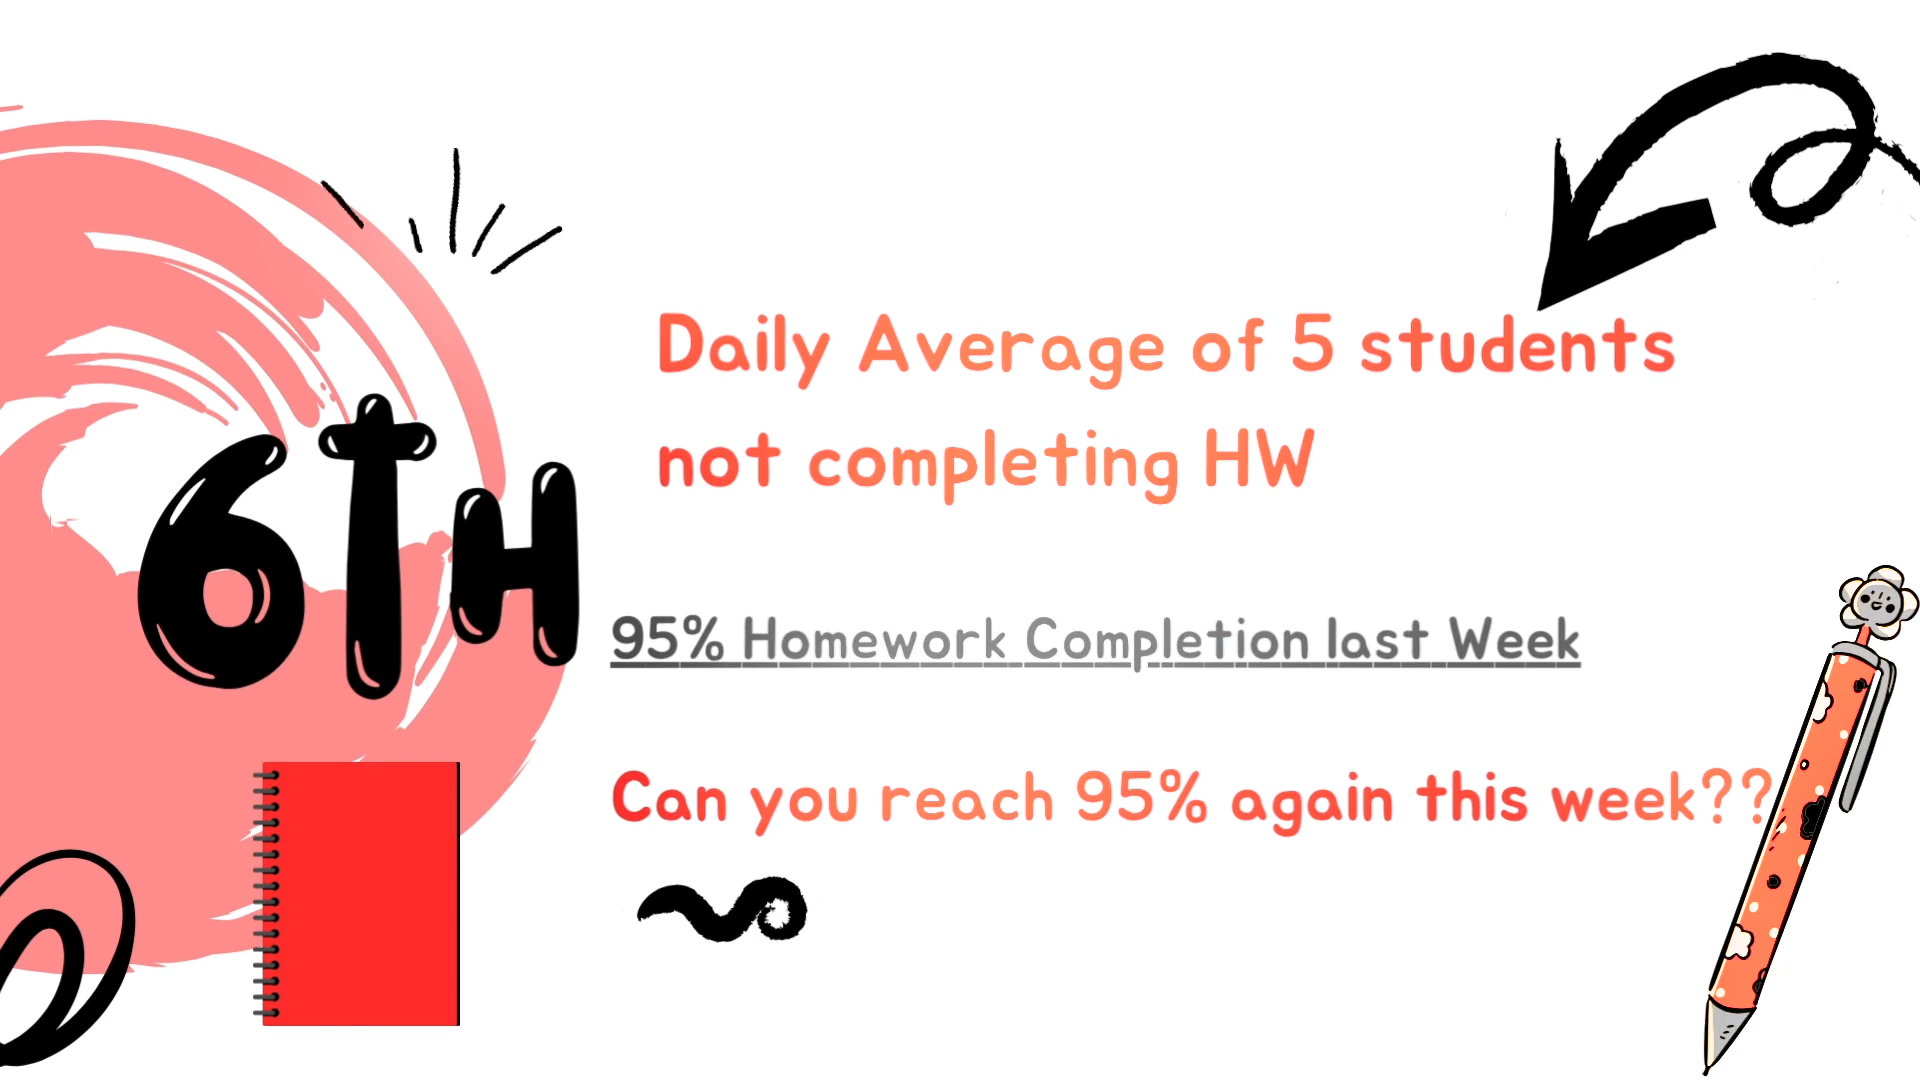 6TH
Daily Average of 5 students
not completing HW
95% Homework Completion last Week
Can you reach 95% again this week??